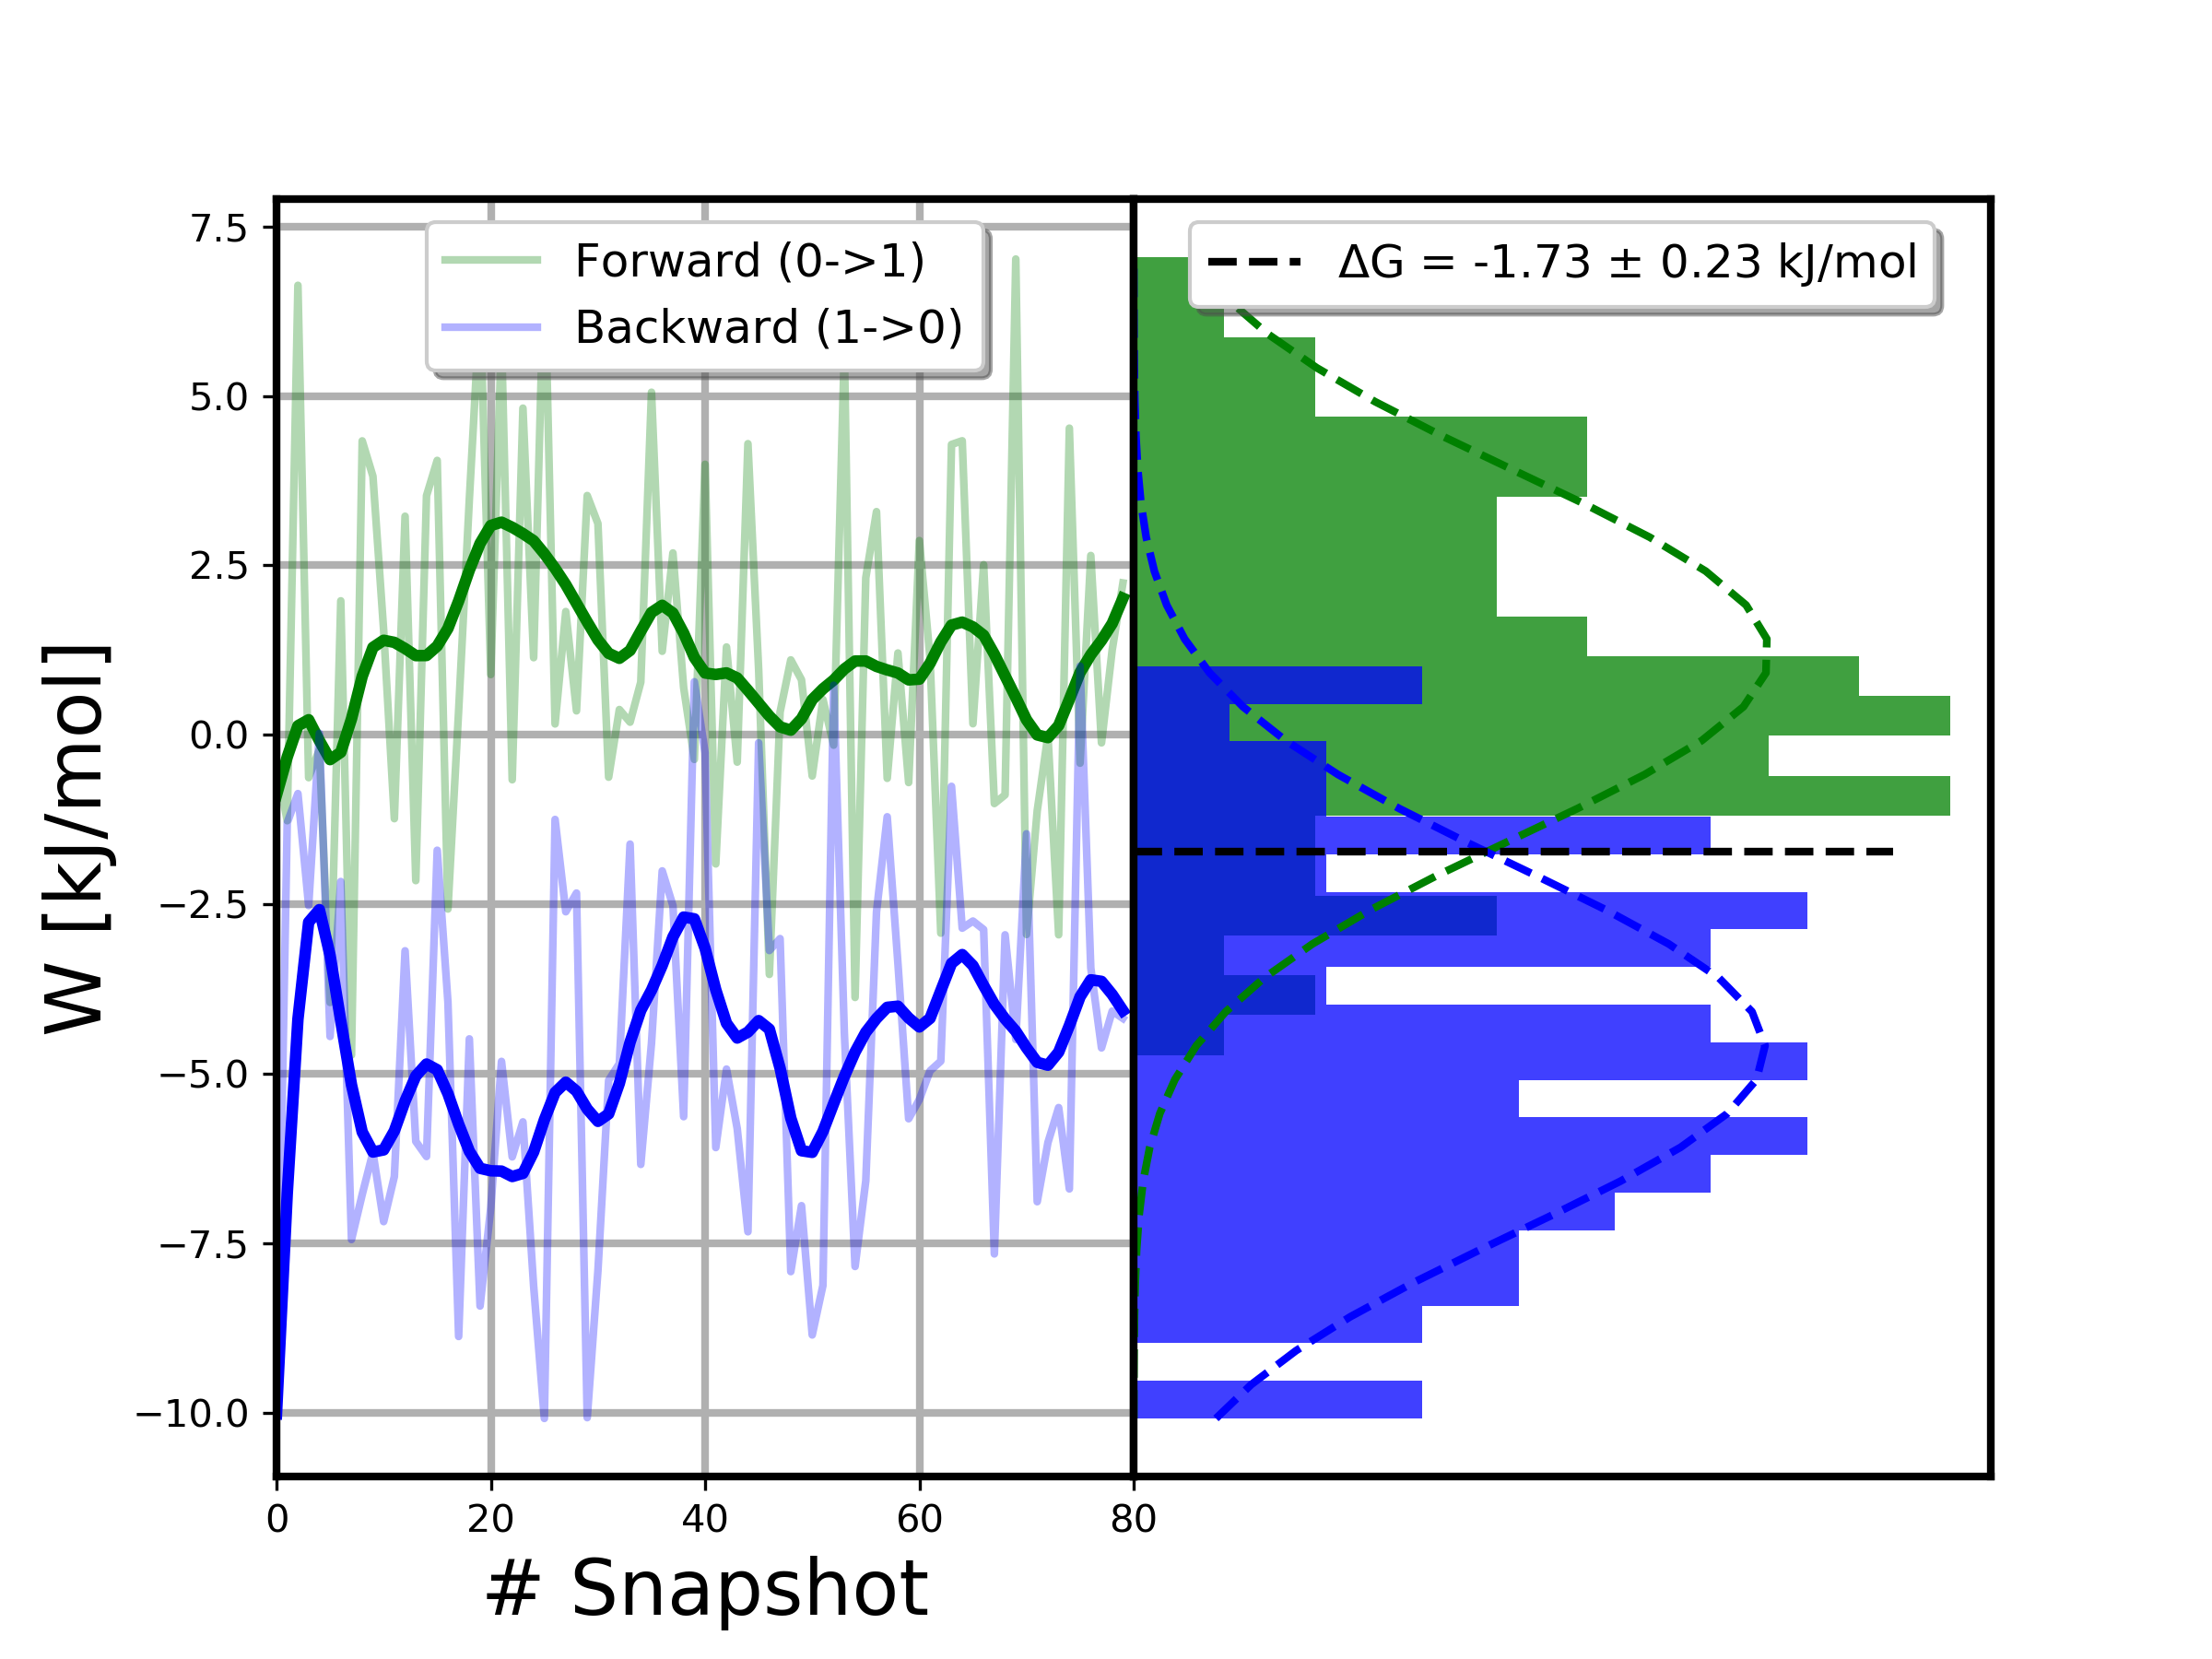 Forward (0->1)
Backward (1->0)
ΔG = -1.73 ± 0.23 kJ/mol
W [kJ/mol]
7.5
5.0
2.5
0.0
−2.5
−5.0
−7.5
−10.0
0 20 40 60 80
# Snapshot